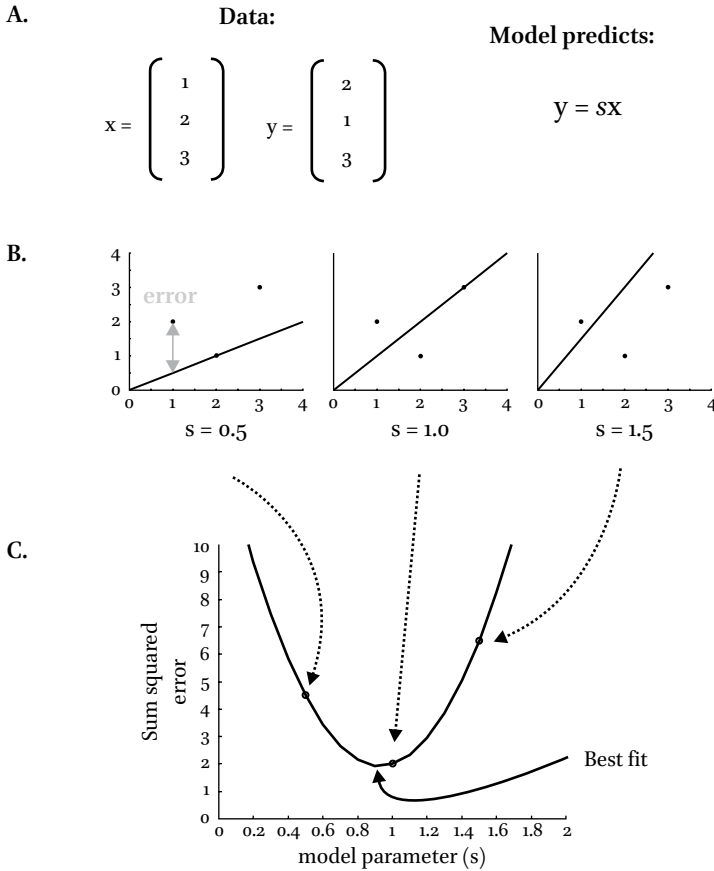 A.
Data:
Model predicts:
x =
1
2
3
y =
2
1
3
y = sx
B.
4
3
2
1
0
error
0 1 2 3 4
0 1 2 3 4
0 1 2 3 4
s = 0.5
s = 1.0
s = 1.5
C.
10
9
8
7
6
5
4
3
2
1
0
Sum squared
error
Best fit
0 0.2 0.4 0.6 0.8 1 1.2 1.4 1.6 1.8 2
model parameter (s)